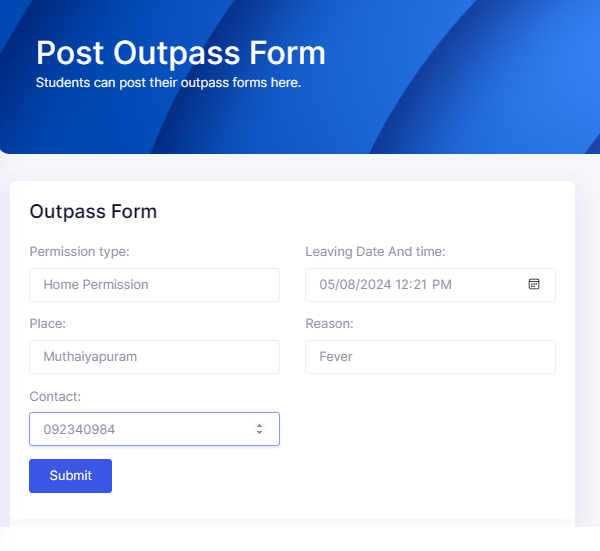 Post Outpass Form
Students can post their outpass forms here.
Outpass Form
Permission type:
Leaving Date And time:
Home Permission
05/08/2024 12:21 PM
Place:
Reason:
Muthaiyapuram
Fever
Contact:
092340984
Submit